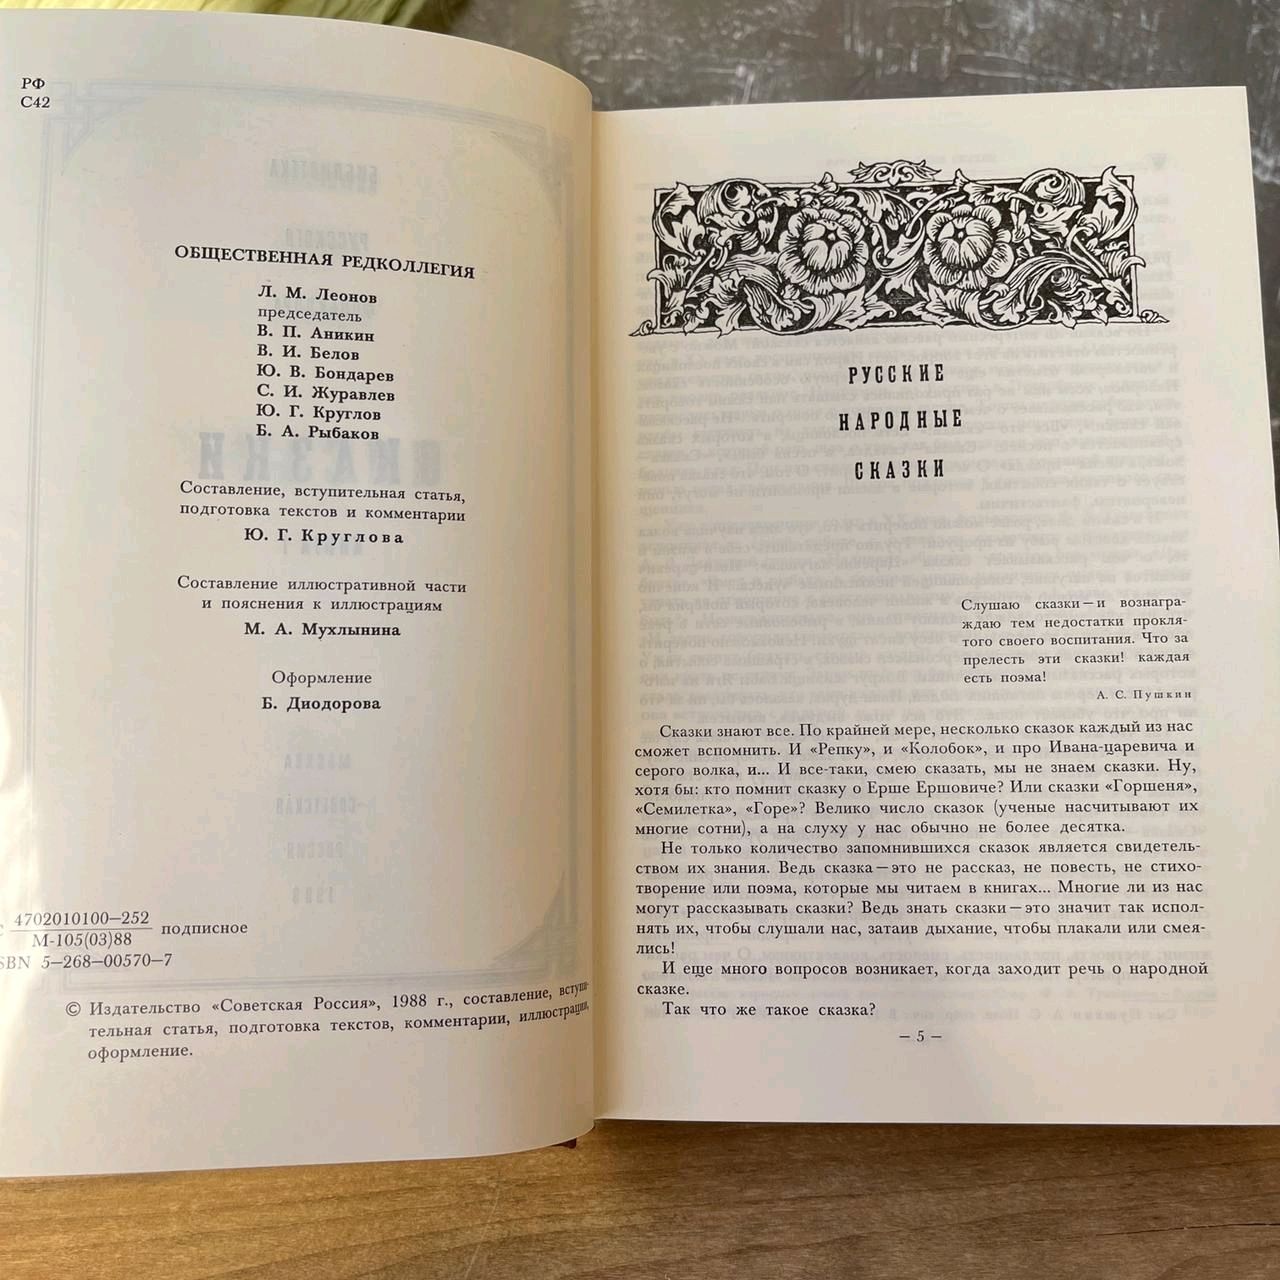 РФ
С42
ОБЩЕСТВЕННАЯ РЕДКОЛЛЕГИЯ
Л. М. Леонов
председатель
В. П. Аникин
В. И. Белов
Ю. В. Бондарев
С. И. Журавлев
Ю. Г. Круглов
Б. А. Рыбаков
Составление, вступительная статья,
подготовка текстов и комментарии
Ю. Г. Круглова
Составление иллюстративной части
и пояснения к иллюстрациям
М. А. Мухлынина
Оформление
Б. Диодорова
С 4702010100—252
М-105(03)88 подписное
SBN 5—268—00570—7
© Издательство «Советская Россия», 1988 г., составление, вступи-
тельная статья, подготовка текстов, комментарии, иллюстрации,
оформление.
РУССКИЕ
НАРОДНЫЕ
СКАЗКИ
Слушаю сказки — и вознагра-
ждаю тем недостатки прокля-
того своего воспитания. Что за
прелесть эти сказки! каждая
есть поэма!
А. С. Пушкин
Сказки знают все. По крайней мере, несколько сказок каждый из нас
сможет вспомнить. И «Репку», и «Колобок», и про Ивана-царевича и
серого волка, и... И все-таки, смею сказать, мы не знаем сказки. Ну,
хотя бы: кто помнит сказку о Ерше Ершовиче? Или сказки «Горшеня»,
«Семилетка», «Горе»? Велико число сказок (ученые насчитывают их
многие сотни), а на слуху у нас обычно не более десятка.
Не только количество запомнившихся сказок является свидетель-
ством их знания. Ведь сказка — это не рассказ, не повесть, не стихо-
творение или поэма, которые мы читаем в книгах... Многие ли из нас
могут рассказывать сказки? Ведь знать сказки — это значит так испол-
нять их, чтобы слушали нас, затаив дыхание, чтобы плакали или смея-
лись!
И еще много вопросов возникает, когда заходит речь о народной
сказке.
Так что же такое сказка?
— 5 —